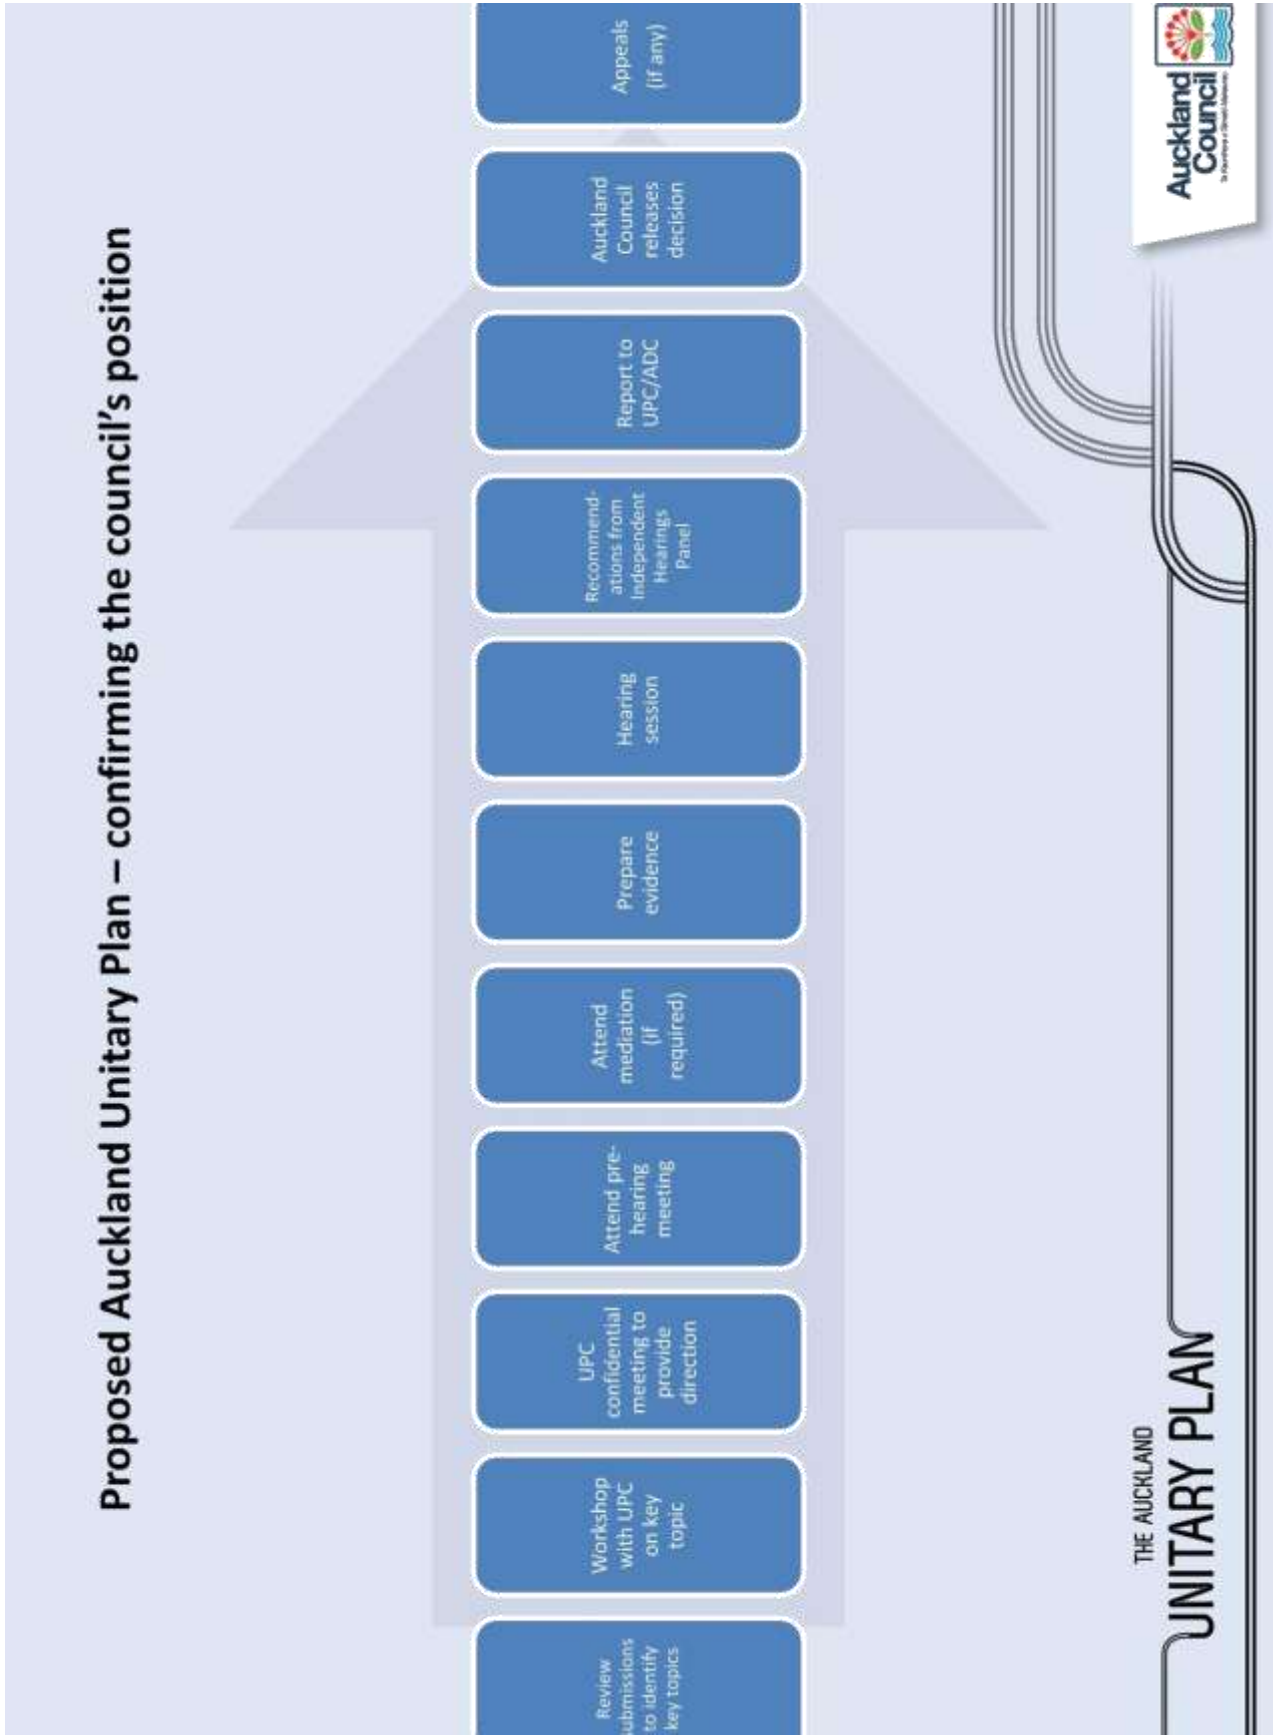 Proposed Auckland Unitary Plan – confirming the council's position
Review
submissions
to identify
key topics
Workshop
with UPC
on key
topic
UPC
confidential
meeting to
provide
direction
Attend pre-
hearing
meeting
Attend
mediation
(if
required)
Prepare
evidence
Hearing
session
Recommend-
ations from
Independent
Hearings
Panel
Report to
UPC/ADC
Auckland
Council
releases
decision
Appeals
(if any)
THE AUCKLAND
UNITARY PLAN
Auckland
Council